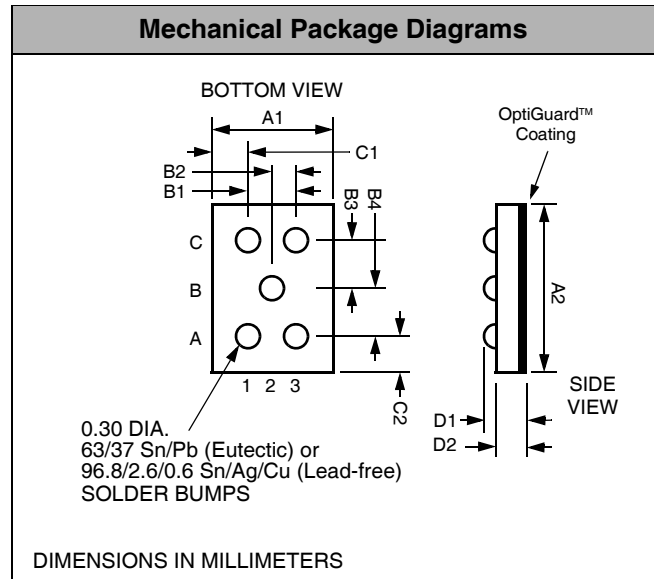 Mechanical Package Diagrams
BOTTOM VIEW
A1
OptiGuard™
Coating
C1
B2
B1
B3
B4
C
B
A
A2
1 2 3
C2
SIDE
VIEW
D1
D2
0.30 DIA.
63/37 Sn/Pb (Eutectic) or
96.8/2.6/0.6 Sn/Ag/Cu (Lead-free)
SOLDER BUMPS
DIMENSIONS IN MILLIMETERS